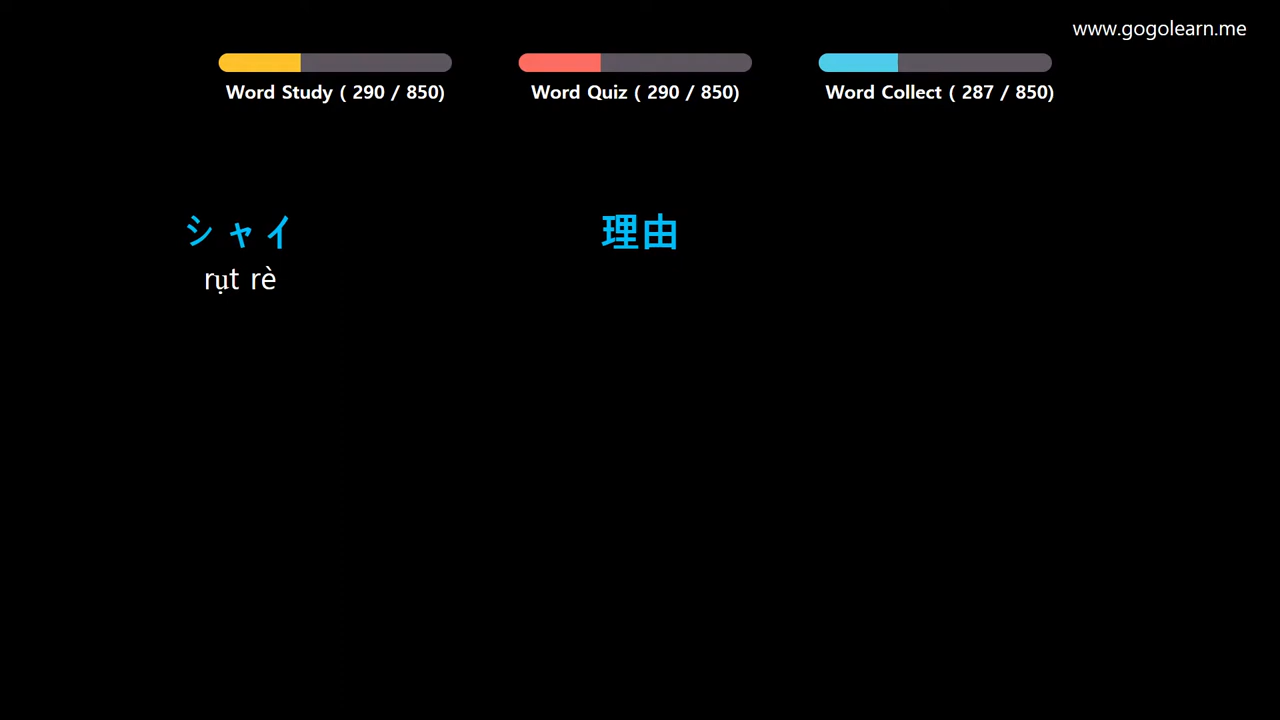 www.gogolearn.me
Word Study ( 290 / 850)
Word Quiz ( 290 / 850)
Word Collect ( 287 / 850)
シャイ
rụt rè
理由